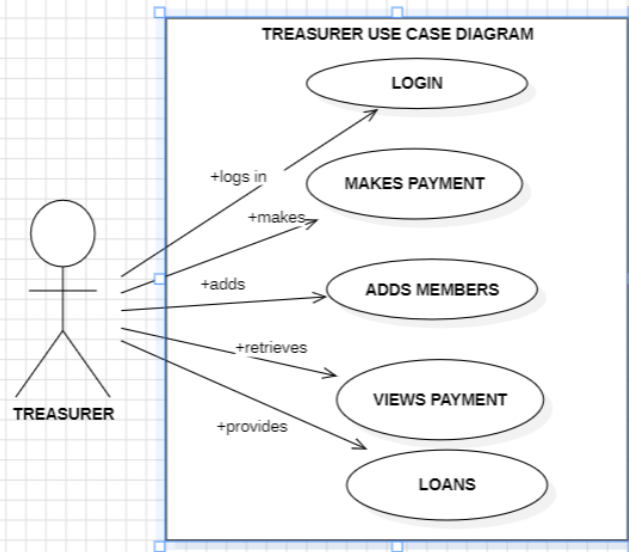 TREASURER USE CASE DIAGRAM
LOGIN
+logs in
MAKES PAYMENT
+makes
+adds
ADDS MEMBERS
+retrieves
VIEWS PAYMENT
TREASURER
+provides
LOANS